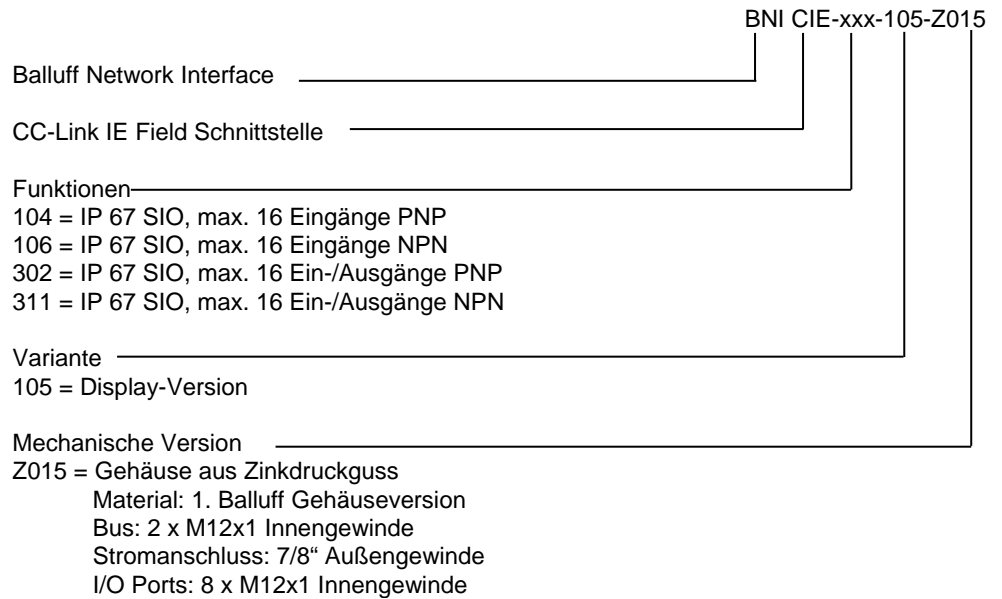 BNI CIE-xxx-105-Z015
Balluff Network Interface
CC-Link IE Field Schnittstelle
Funktionen
104 = IP 67 SIO, max. 16 Eingänge PNP
106 = IP 67 SIO, max. 16 Eingänge NPN
302 = IP 67 SIO, max. 16 Ein-/Ausgänge PNP
311 = IP 67 SIO, max. 16 Ein-/Ausgänge NPN
Variante
105 = Display-Version
Mechanische Version
Z015 = Gehäuse aus Zinkdruckguss
Material: 1. Balluff Gehäuseversion
Bus: 2 x M12x1 Innengewinde
Stromanschluss: 7/8“ Außengewinde
I/O Ports: 8 x M12x1 Innengewinde